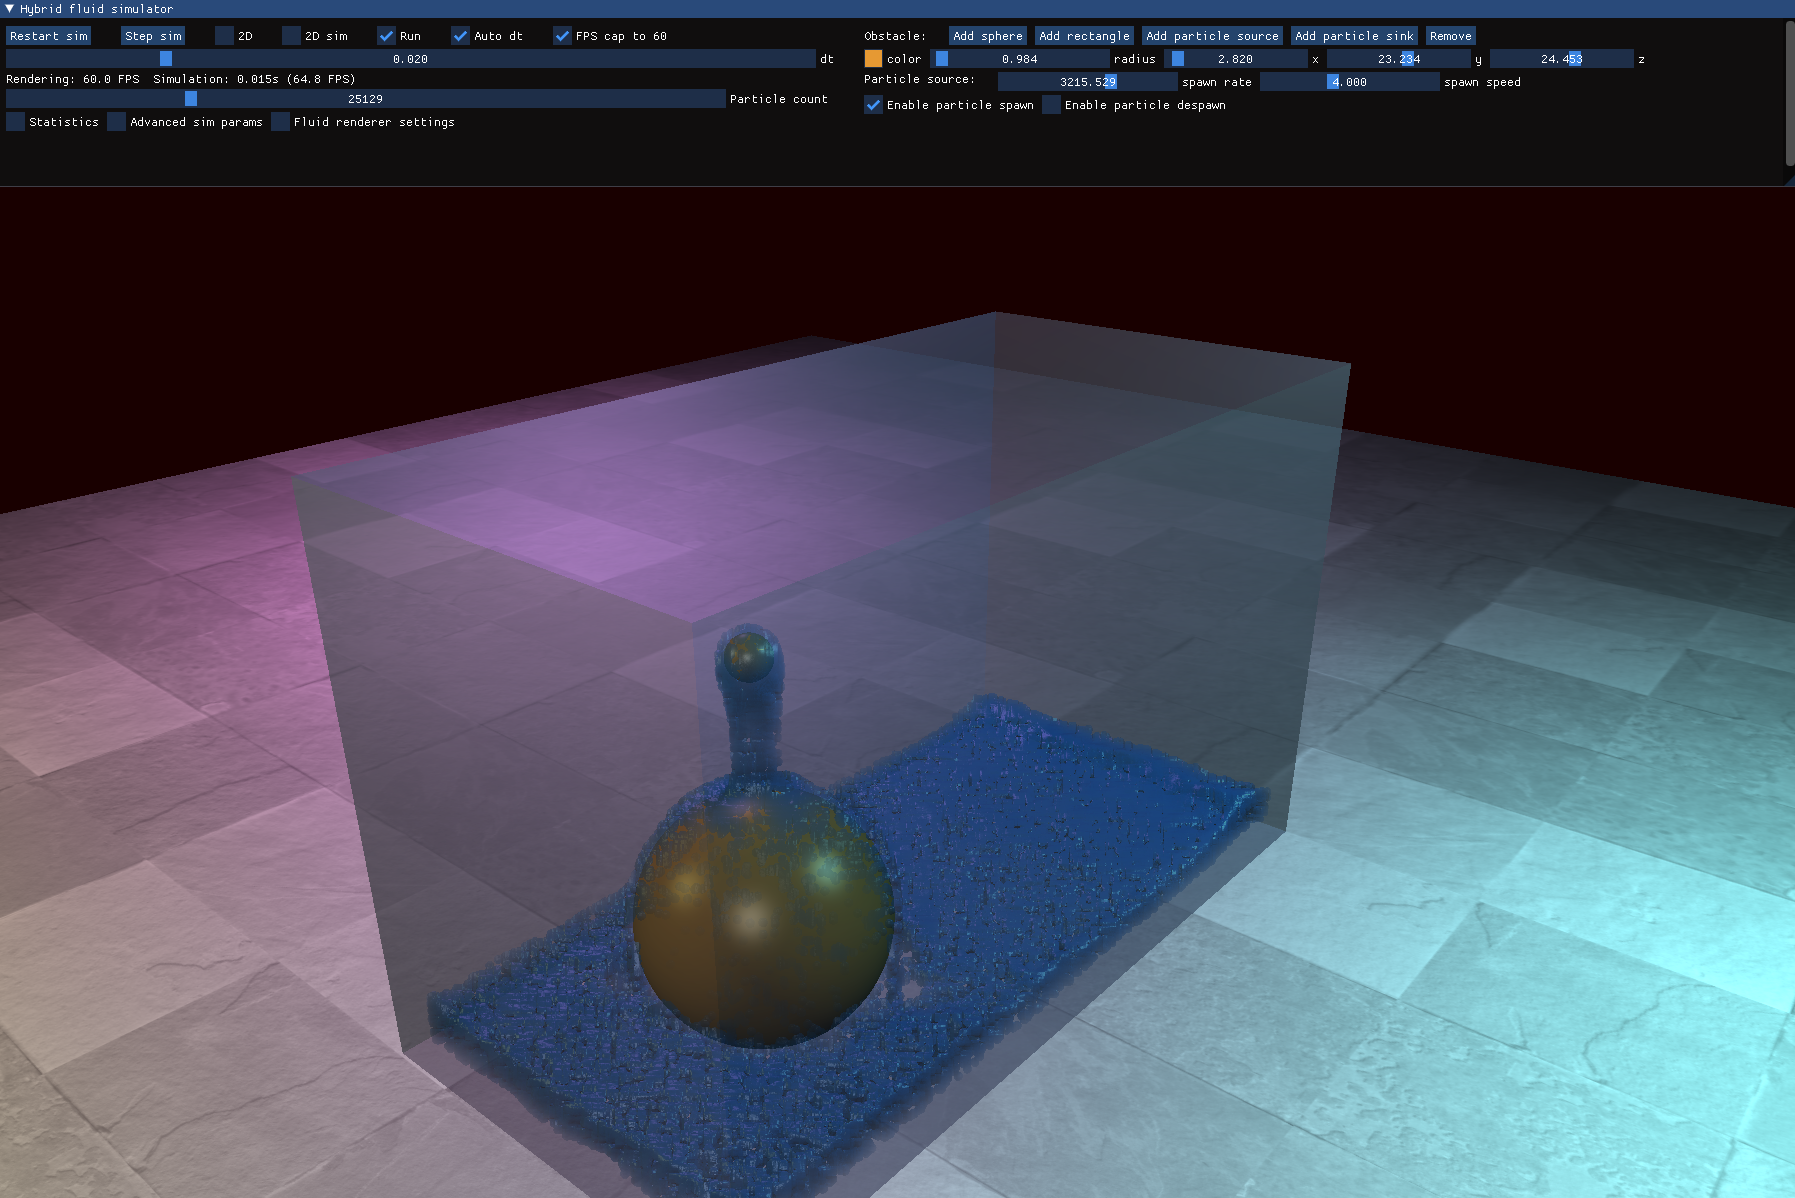 Hybrid fluid simulator
Restart sim Step sim 2D 2D sim Run Auto dt FPS cap to 60
0.020 dt
Rendering: 60.0 FPS Simulation: 0.015s (64.8 FPS)
25129 Particle count
Statistics Advanced sim params Fluid renderer settings
Obstacle: Add sphere Add rectangle Add particle source Add particle sink Remove
color 0.984 radius 2.820 x 23.234 y 24.453 z
Particle source: 3215.529 spawn rate 4.000 spawn speed
Enable particle spawn Enable particle despawn